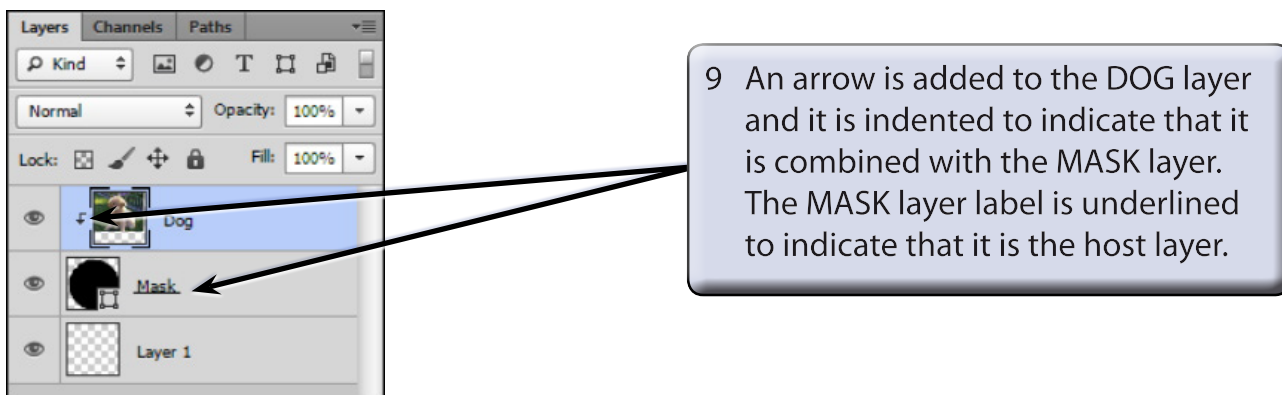 Layers Channels Paths
Kind T
Normal Opacity: 100%
Lock: Fill: 100%
Dog
Mask
Layer 1
9 An arrow is added to the DOG layer
and it is indented to indicate that it
is combined with the MASK layer.
The MASK layer label is underlined
to indicate that it is the host layer.